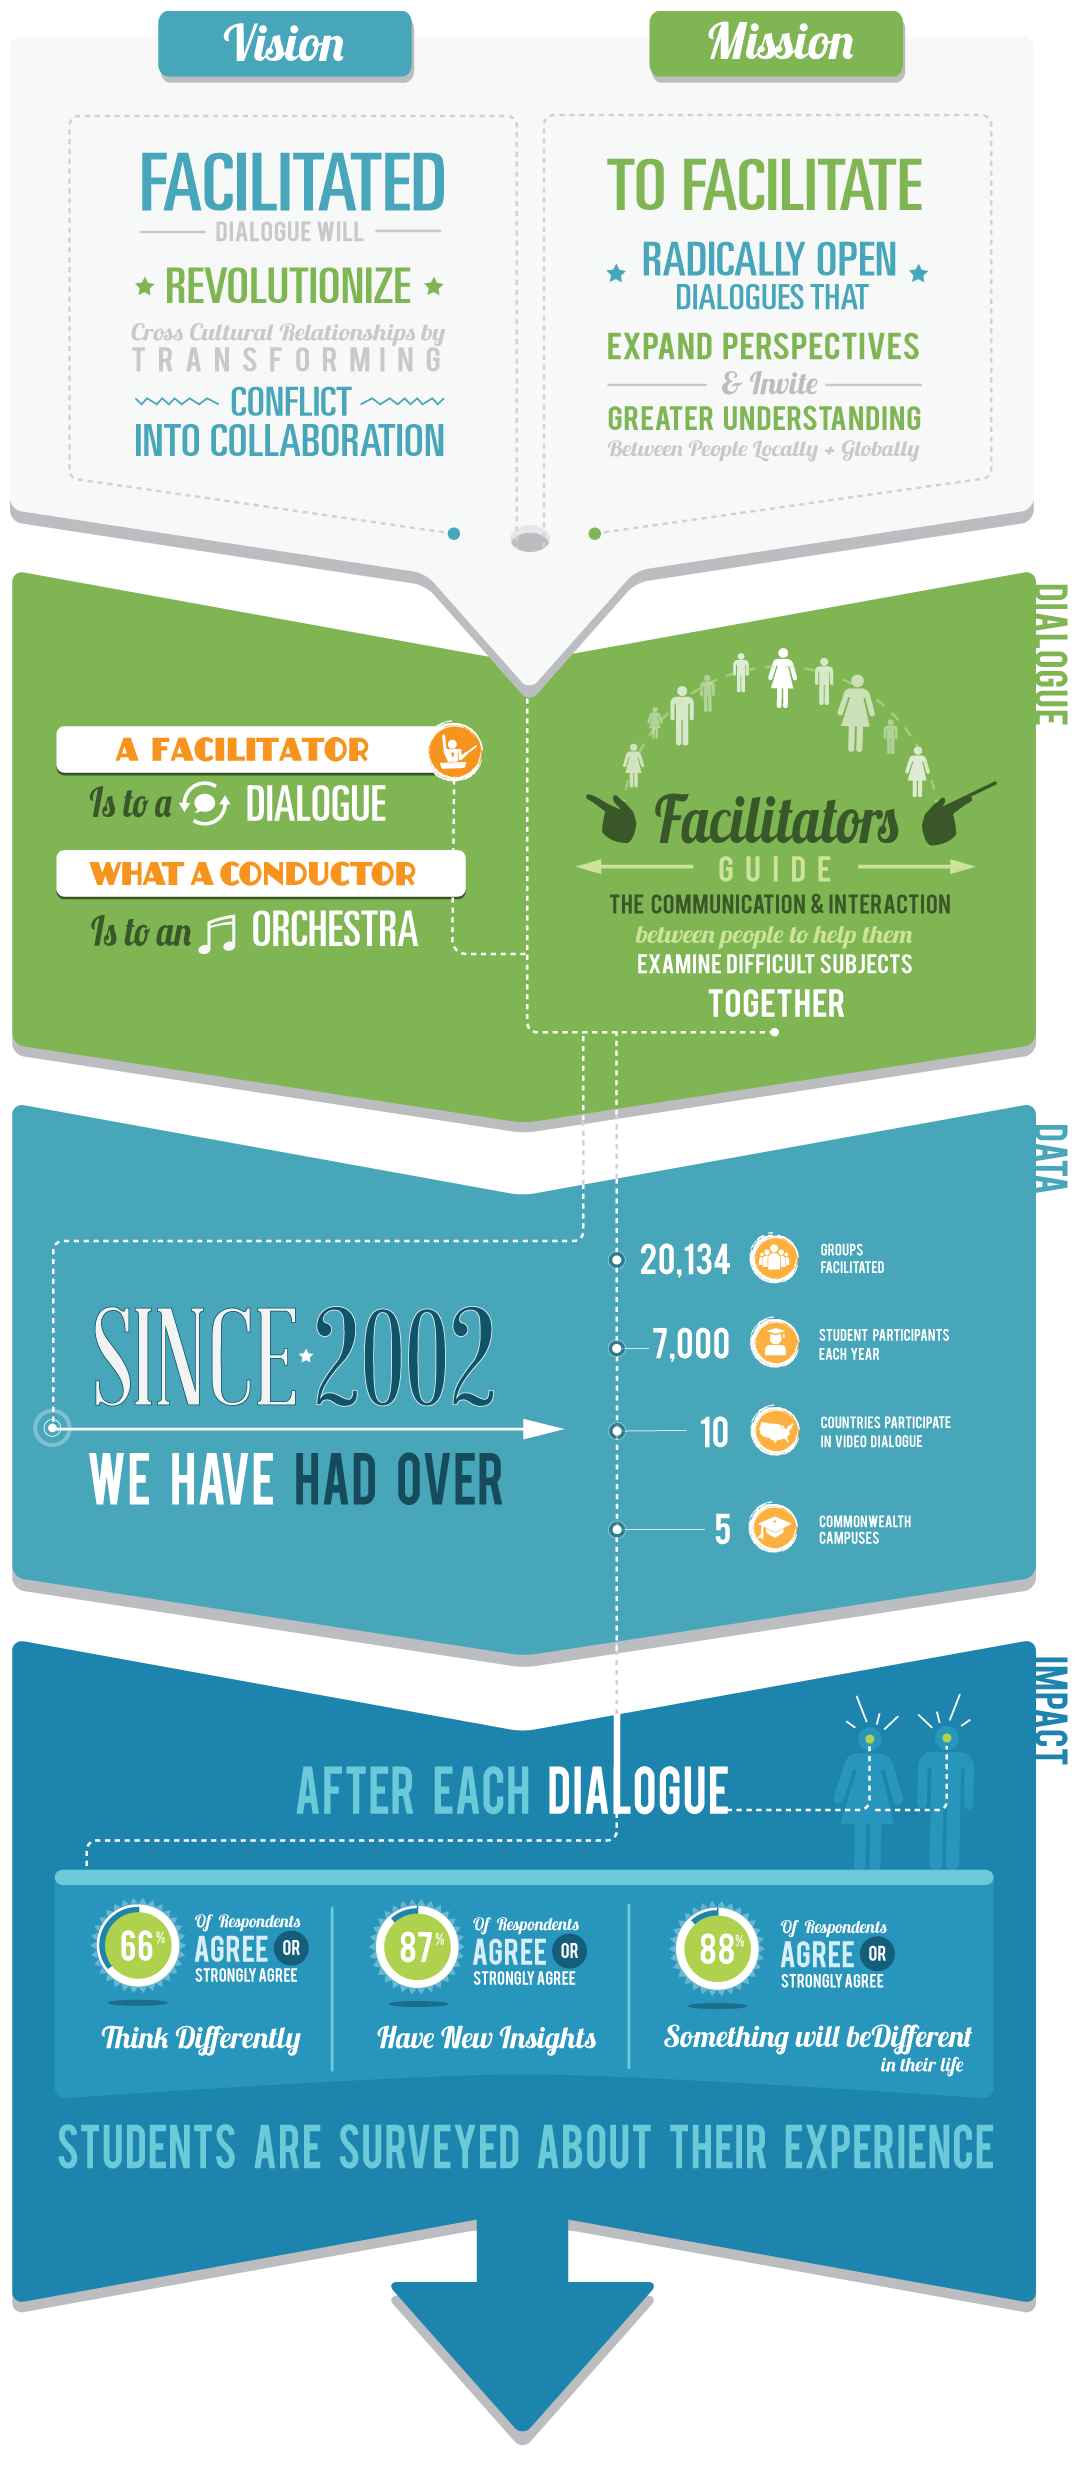 Vision
FACILITATED
DIALOGUE WILL
REVOLUTIONIZE
Cross Cultural Relationships by
TRANSFORMING
CONFLICT
INTO COLLABORATION
Mission
TO FACILITATE
RADICALLY OPEN
DIALOGUES THAT
EXPAND PERSPECTIVES
& Invite
GREATER UNDERSTANDING
Between People Locally + Globally
DIALOGUE
A FACILITATOR
Is to a DIALOGUE
WHAT A CONDUCTOR
Is to an ORCHESTRA
Facilitators
GUIDE
THE COMMUNICATION & INTERACTION
between people to help them
EXAMINE DIFFICULT SUBJECTS
TOGETHER
DATA
SINCE 2002
WE HAVE HAD OVER
20,134
GROUPS
FACILITATED
7,000
STUDENT PARTICIPANTS
EACH YEAR
10
COUNTRIES PARTICIPATE
IN VIDEO DIALOGUE
5
COMMONWEALTH
CAMPUSES
IMPACT
AFTER EACH DIALOGUE
66%
Of Respondents
AGREE OR
STRONGLY AGREE
Think Differently
87%
Of Respondents
AGREE OR
STRONGLY AGREE
Have New Insights
88%
Of Respondents
AGREE OR
STRONGLY AGREE
Something will beDifferent
in their life
STUDENTS ARE SURVEYED ABOUT THEIR EXPERIENCE